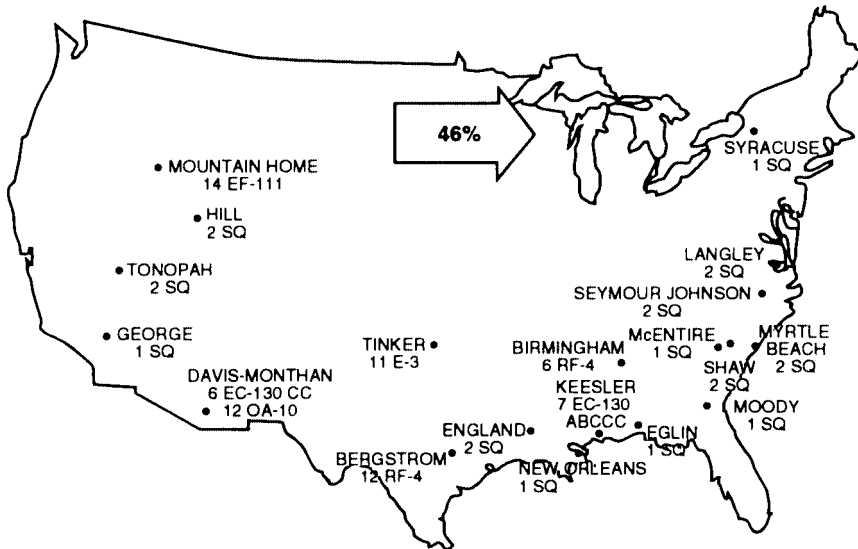 46%
SYRACUSE
1 SQ
MOUNTAIN HOME
14 EF-111
HILL
2 SQ
LANGLEY
2 SQ
TONOPAH
2 SQ
SEYMOUR JOHNSON
2 SQ
GEORGE
1 SQ
TINKER
11 E-3
BIRMINGHAM
6 RF-4
McENTIRE
1 SQ
MYRTLE
BEACH
2 SQ
SHAW
2 SQ
DAVIS-MONTHAN
6 EC-130 CC
12 OA-10
KEESLER
7 EC-130
ABCCC
MOODY
1 SQ
ENGLAND
2 SQ
EGLIN
1 SQ
BERGSTROM
12 RF-4
NEW ORLEANS
1 SQ